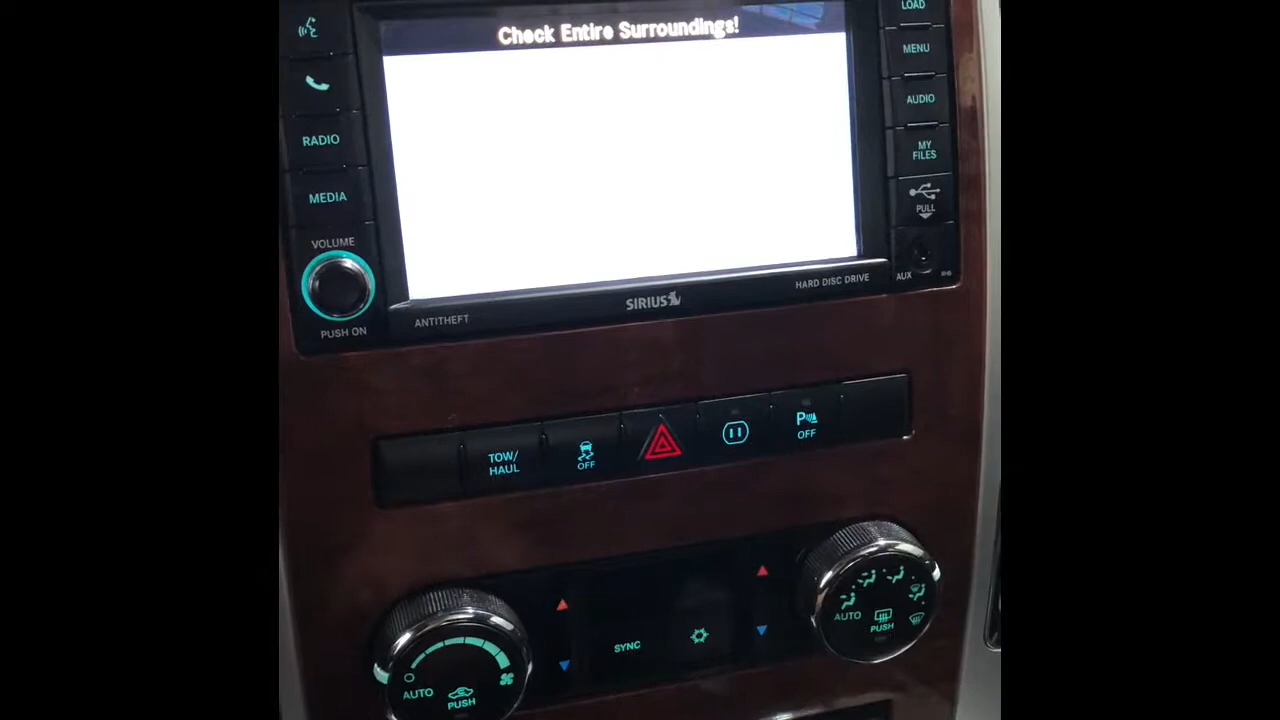 Check Entire Surroundings!
LOAD
MENU
AUDIO
MY
FILES
PULL
AUX
RADIO
MEDIA
VOLUME
PUSH ON
ANTITHEFT
SIRIUS
HARD DISC DRIVE
TOW/
HAUL
OFF
P
OFF
SYNC
AUTO
PUSH
AUTO
PUSH